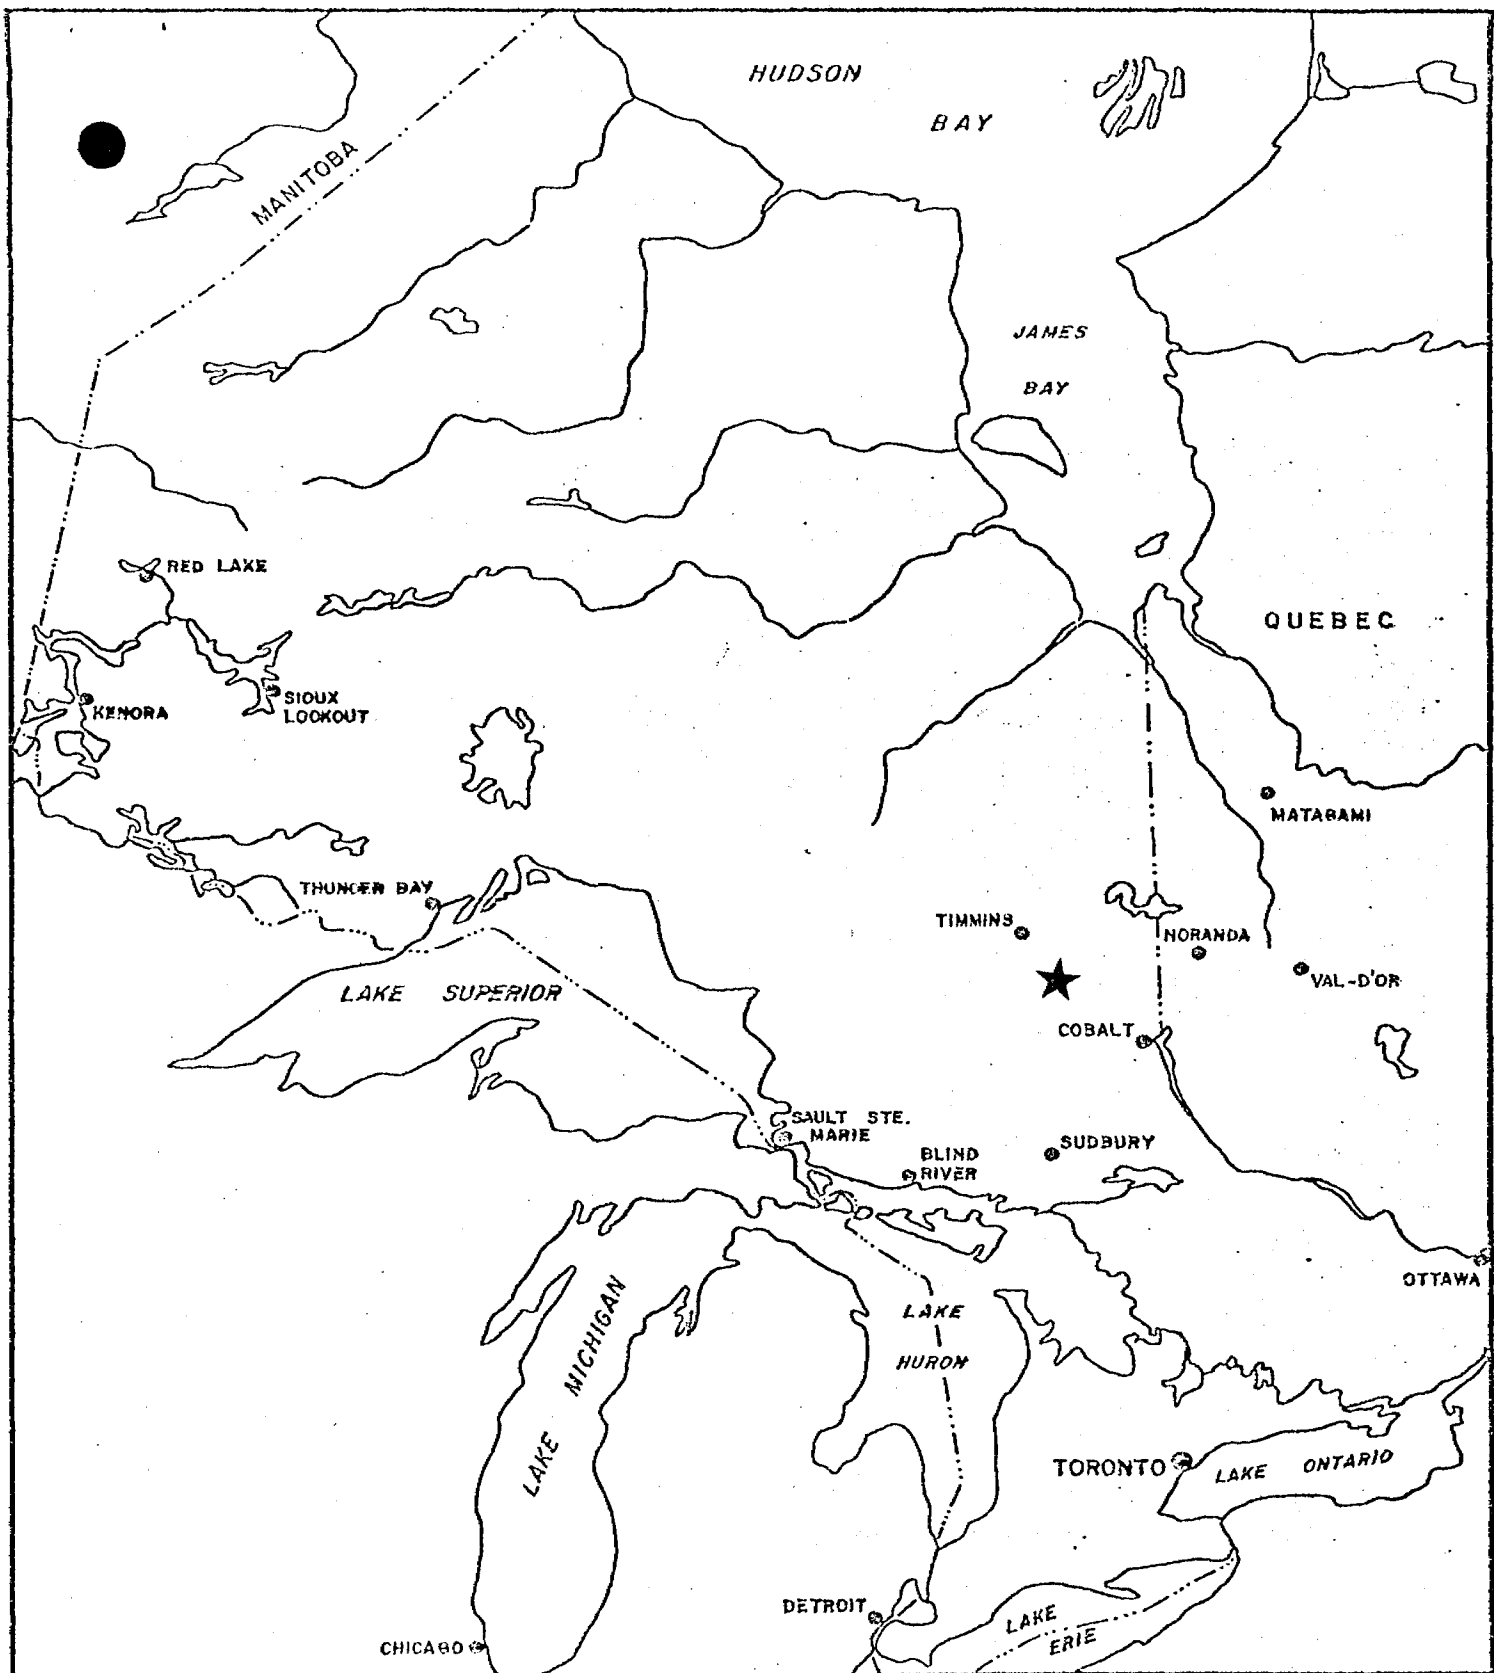 HUDSON
BAY
MANITOBA
JAMES
BAY
RED LAKE
QUEBEC
SIOUX
LOOKOUT
KENORA
MATAGAMI
THUNDER BAY
TIMMINS
NORANDA
VAL-D'OR
LAKE SUPERIOR
COBALT
SAULT STE.
MARIE
SUDBURY
BLIND
RIVER
OTTAWA
LAKE
HURON
LAKE MICHIGAN
TORONTO
LAKE ONTARIO
DETROIT
LAKE
ERIE
CHICAGO